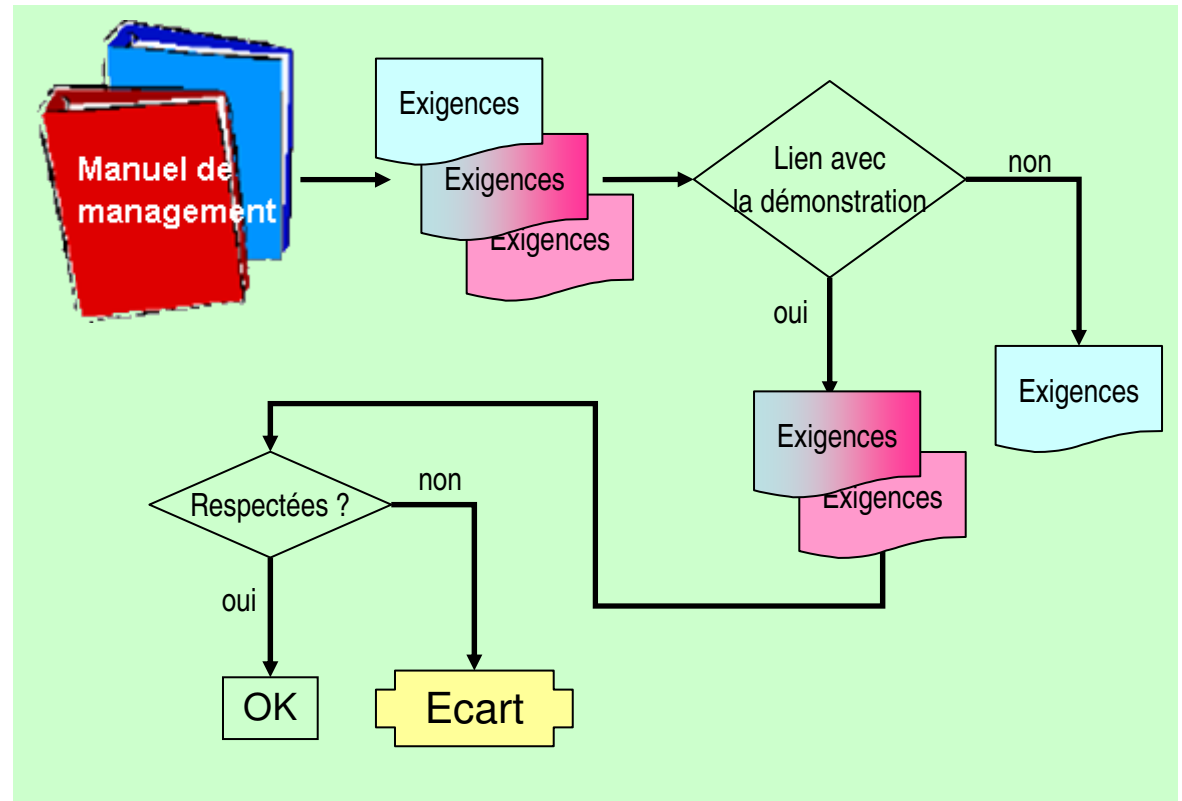 Manuel de
management
Exigences
Exigences
Exigences
Lien avec
la démonstration
non
oui
Exigences
Exigences
Exigences
Respectées ?
non
oui
OK
Ecart